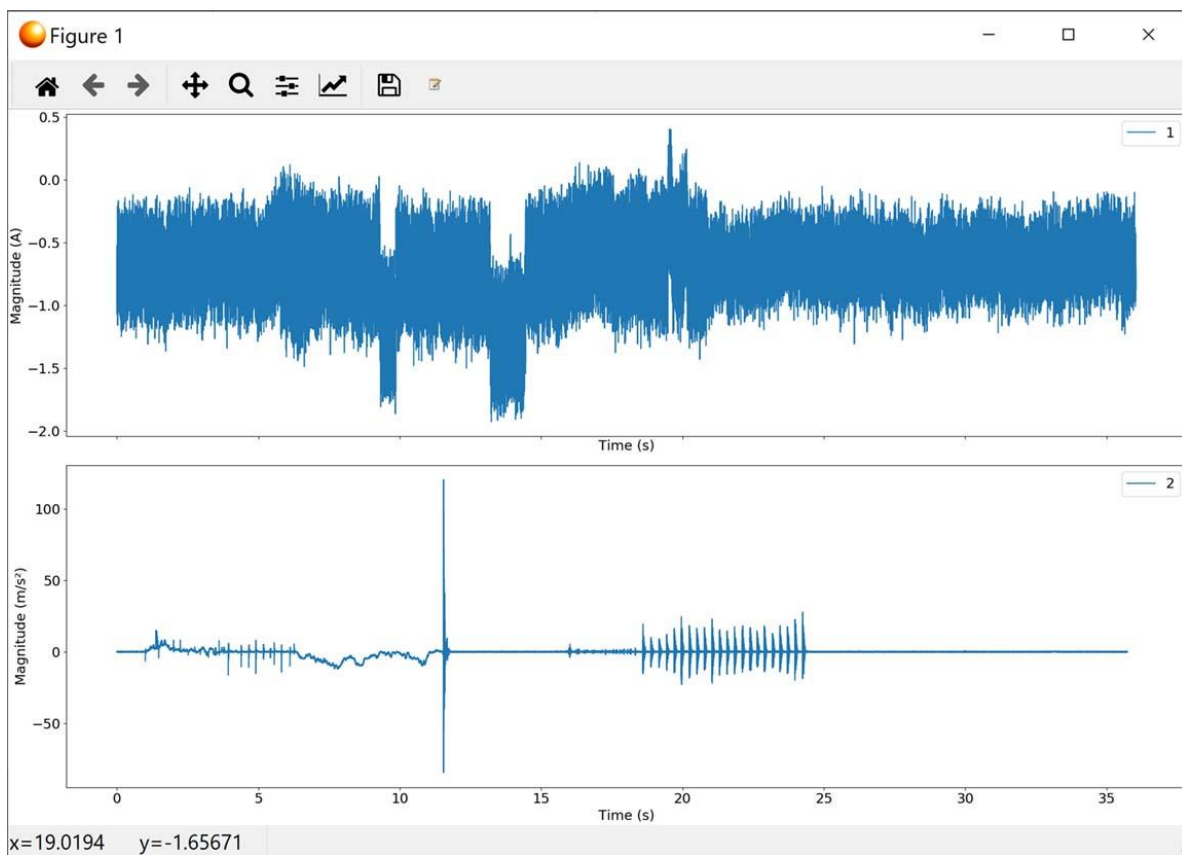 Figure 1
0.5
1
0.0
−0.5
−1.0
−1.5
−2.0
Magnitude (A)
Time (s)
2
100
50
0
−50
Magnitude (m/s²)
0 5 10 15 20 25 30 35
Time (s)
x=19.0194 y=-1.65671